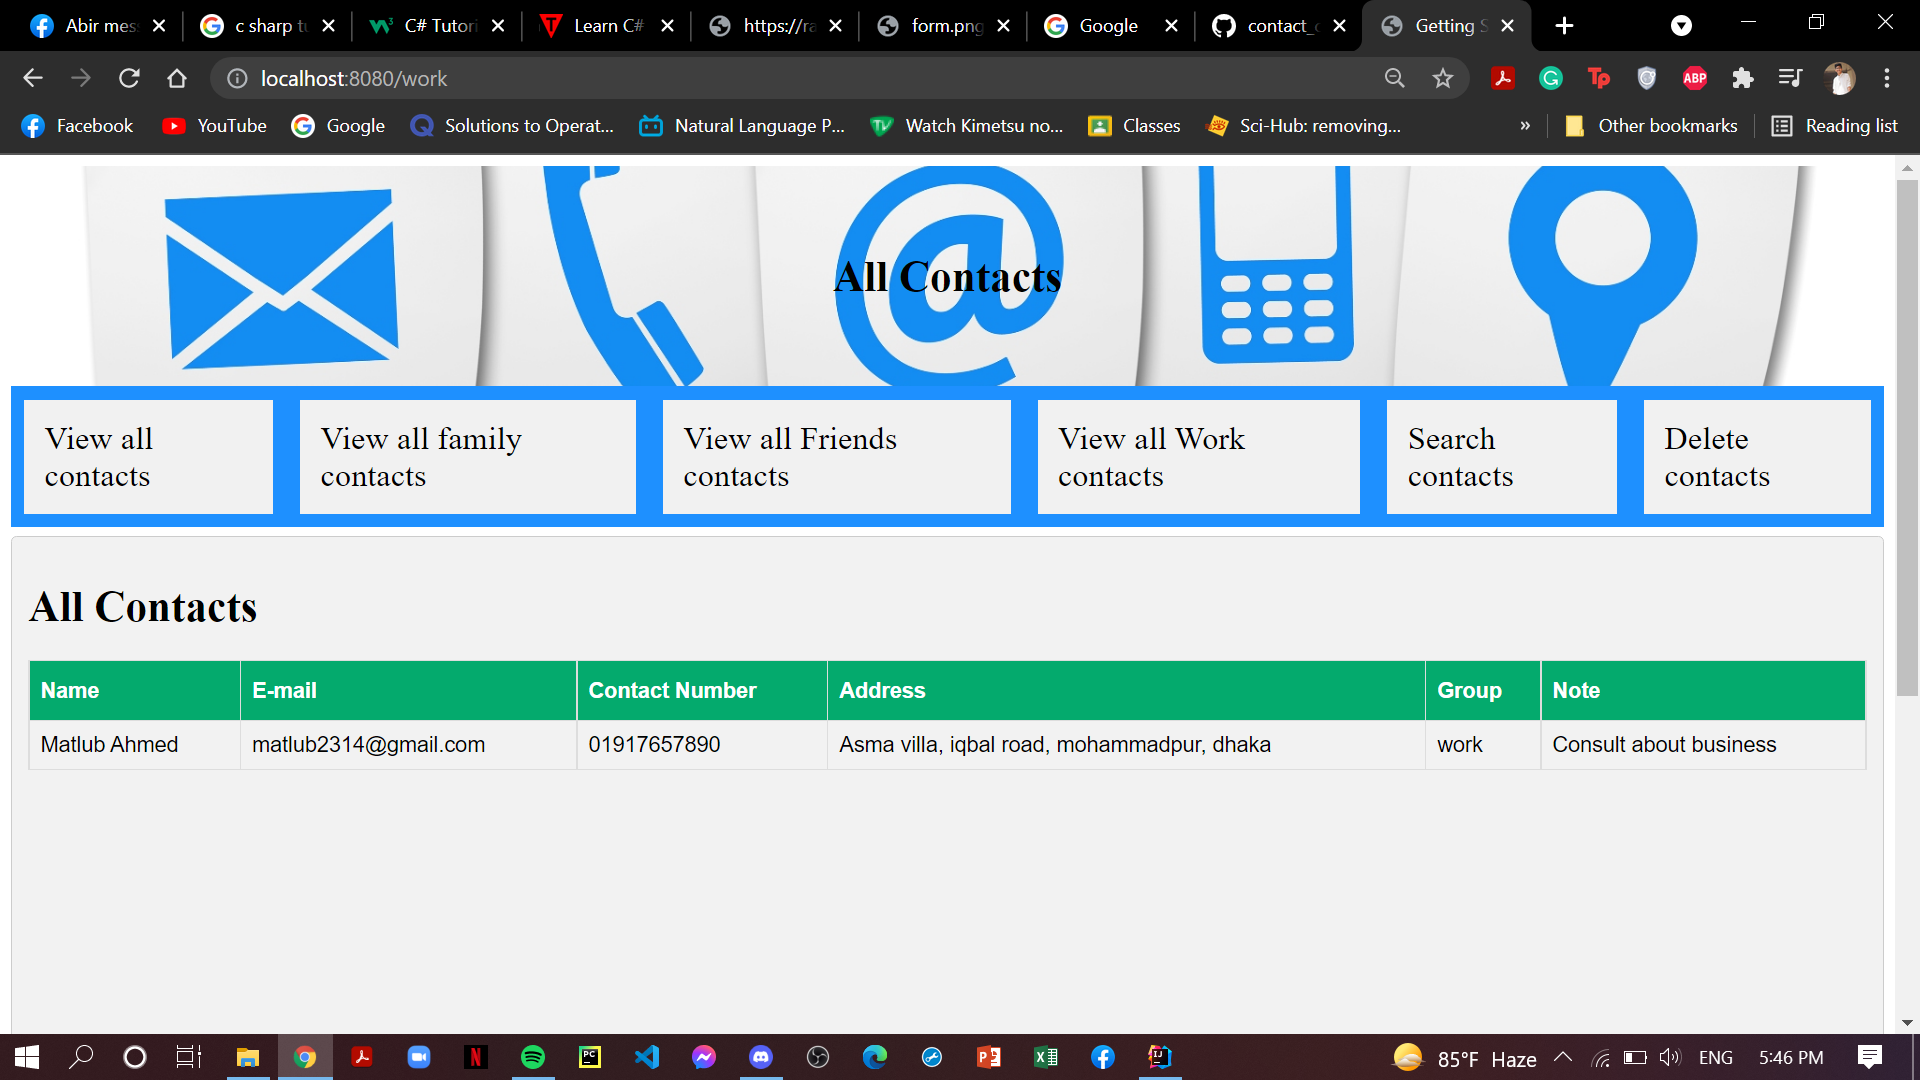 Abir mes
c sharp tu
C# Tutori
Learn C#
https://ra
form.png
Google
contact_c
Getting S
localhost:8080/work
ABP
Facebook
YouTube
Google
Solutions to Operat...
Natural Language P...
Watch Kimetsu no...
Classes
Sci-Hub: removing...
»
Other bookmarks
Reading list
All Contacts
View all contacts
View all family contacts
View all Friends contacts
View all Work contacts
Search contacts
Delete contacts
All Contacts
Name E-mail Contact Number Address Group Note
Matlub Ahmed matlub2314@gmail.com 01917657890 Asma villa, iqbal road, mohammadpur, dhaka work Consult about business
85°F Haze
ENG
5:46 PM